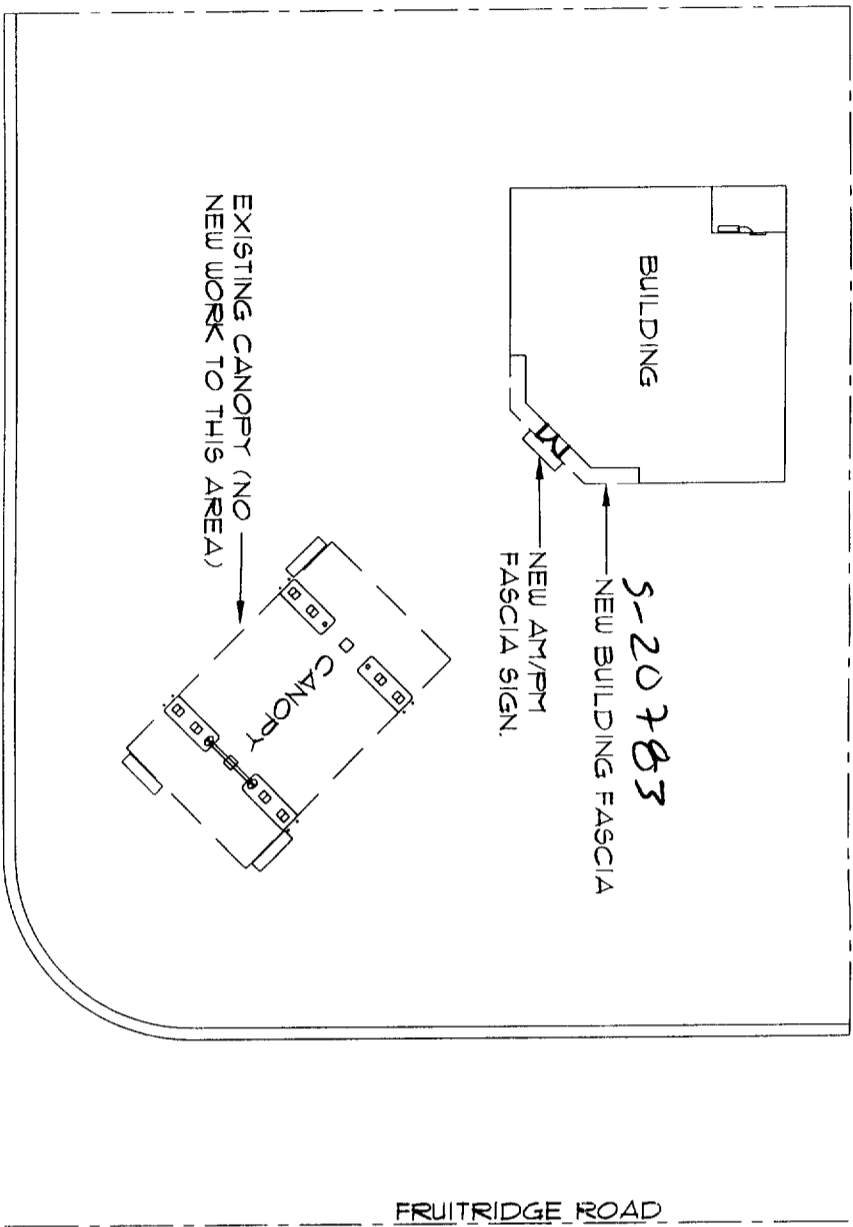 BUILDING
S-20783
NEW BUILDING FASCIA
NEW AM/PM
FASCIA SIGN.
M
EXISTING CANOPY (NO
NEW WORK TO THIS AREA)
CANOPY
FRUITRIDGE ROAD